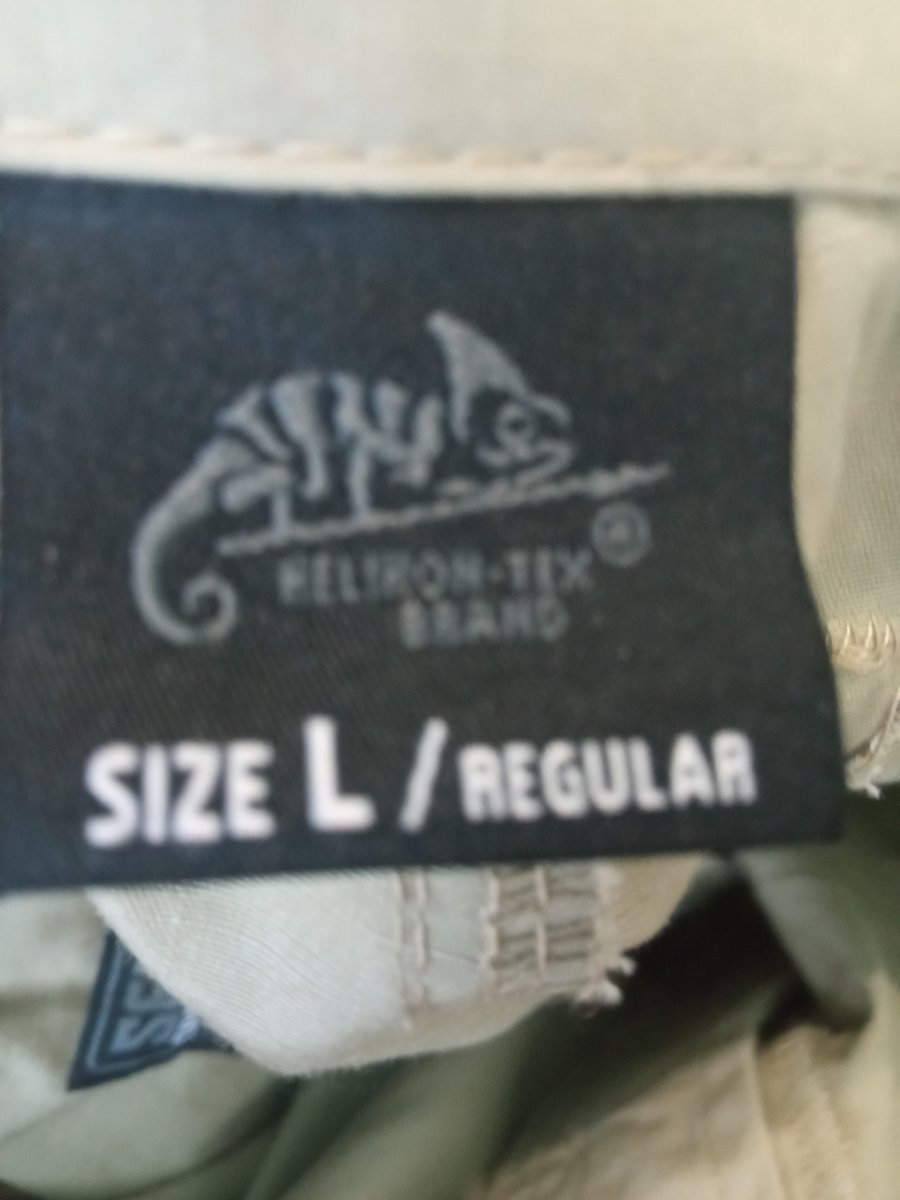 HELIKON-TEX®
BRAND
SIZE L / REGULAR